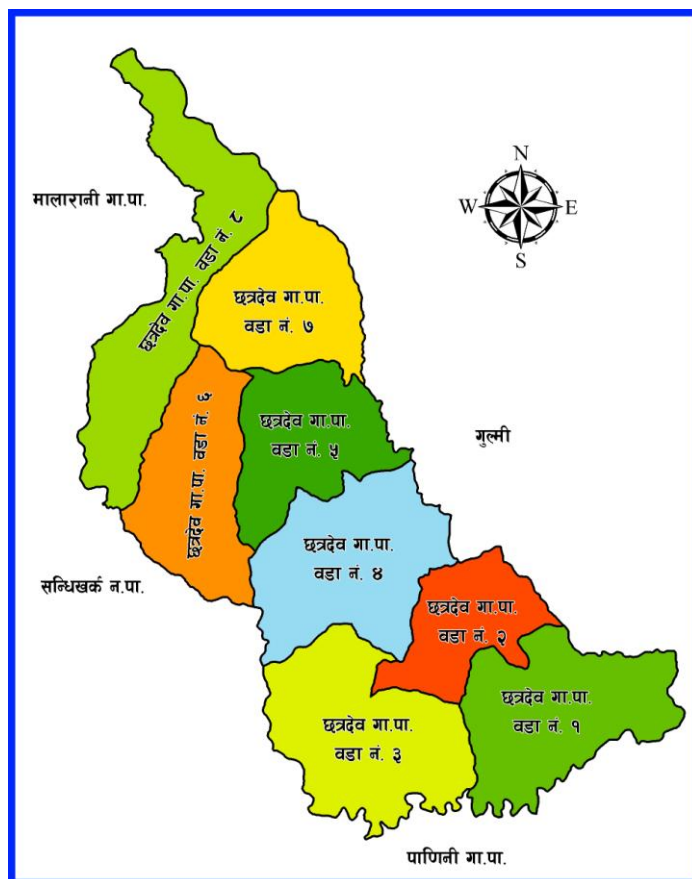 N
W E
S
मालारानी गा.पा.
छत्रदेव गा.पा. वडा नं. ८
छत्रदेव गा.पा.
वडा नं. ७
छत्रदेव गा.पा. वडा नं. ६
छत्रदेव गा.पा.
वडा नं. ५
गुल्मी
छत्रदेव गा.पा.
वडा नं. ४
सन्धिखर्क न.पा.
छत्रदेव गा.पा.
वडा नं. २
छत्रदेव गा.पा.
वडा नं. १
छत्रदेव गा.पा.
वडा नं. ३
पाणिनी गा.पा.